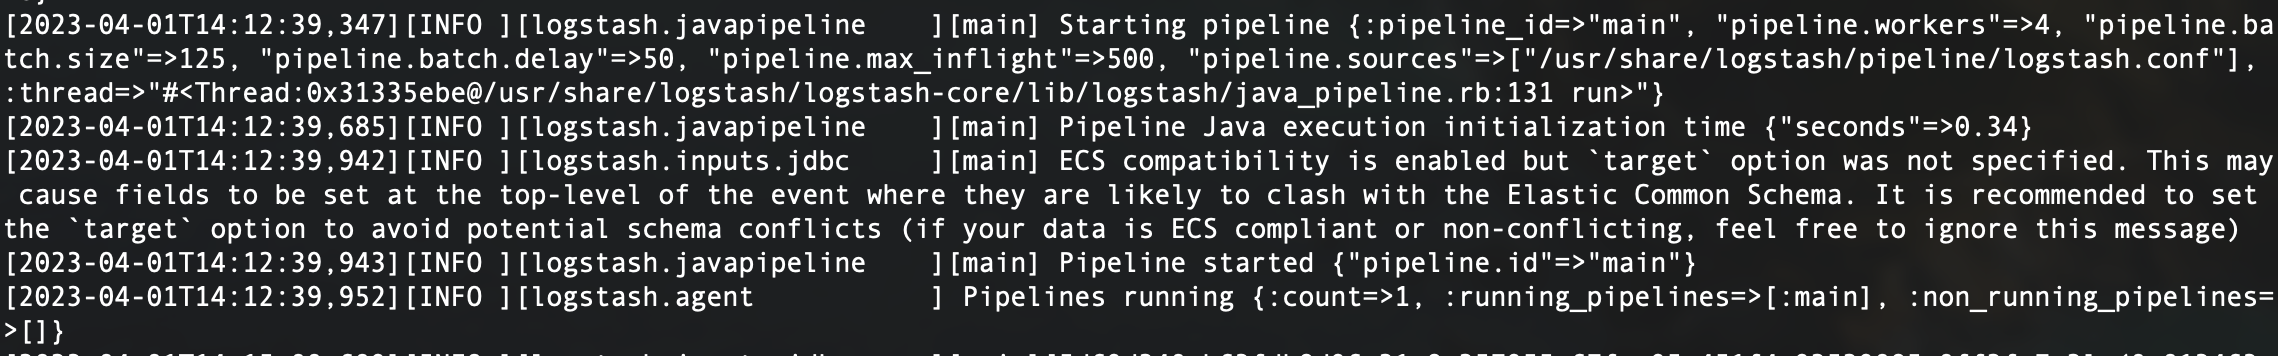 [2023-04-01T14:12:39,347][INFO ][logstash.javapipeline    ][main] Starting pipeline {:pipeline_id=>"main", "pipeline.workers"=>4, "pipeline.ba
tch.size"=>125, "pipeline.batch.delay"=>50, "pipeline.max_inflight"=>500, "pipeline.sources"=>["/usr/share/logstash/pipeline/logstash.conf"],
:thread=>"#<Thread:0x31335ebe@/usr/share/logstash/logstash-core/lib/logstash/java_pipeline.rb:131 run>"}
[2023-04-01T14:12:39,685][INFO ][logstash.javapipeline    ][main] Pipeline Java execution initialization time {"seconds"=>0.34}
[2023-04-01T14:12:39,942][INFO ][logstash.inputs.jdbc     ][main] ECS compatibility is enabled but `target` option was not specified. This may
 cause fields to be set at the top-level of the event where they are likely to clash with the Elastic Common Schema. It is recommended to set
the `target` option to avoid potential schema conflicts (if your data is ECS compliant or non-conflicting, feel free to ignore this message)
[2023-04-01T14:12:39,943][INFO ][logstash.javapipeline    ][main] Pipeline started {"pipeline.id"=>"main"}
[2023-04-01T14:12:39,952][INFO ][logstash.agent           ] Pipelines running {:count=>1, :running_pipelines=>[:main], :non_running_pipelines=
>[]}